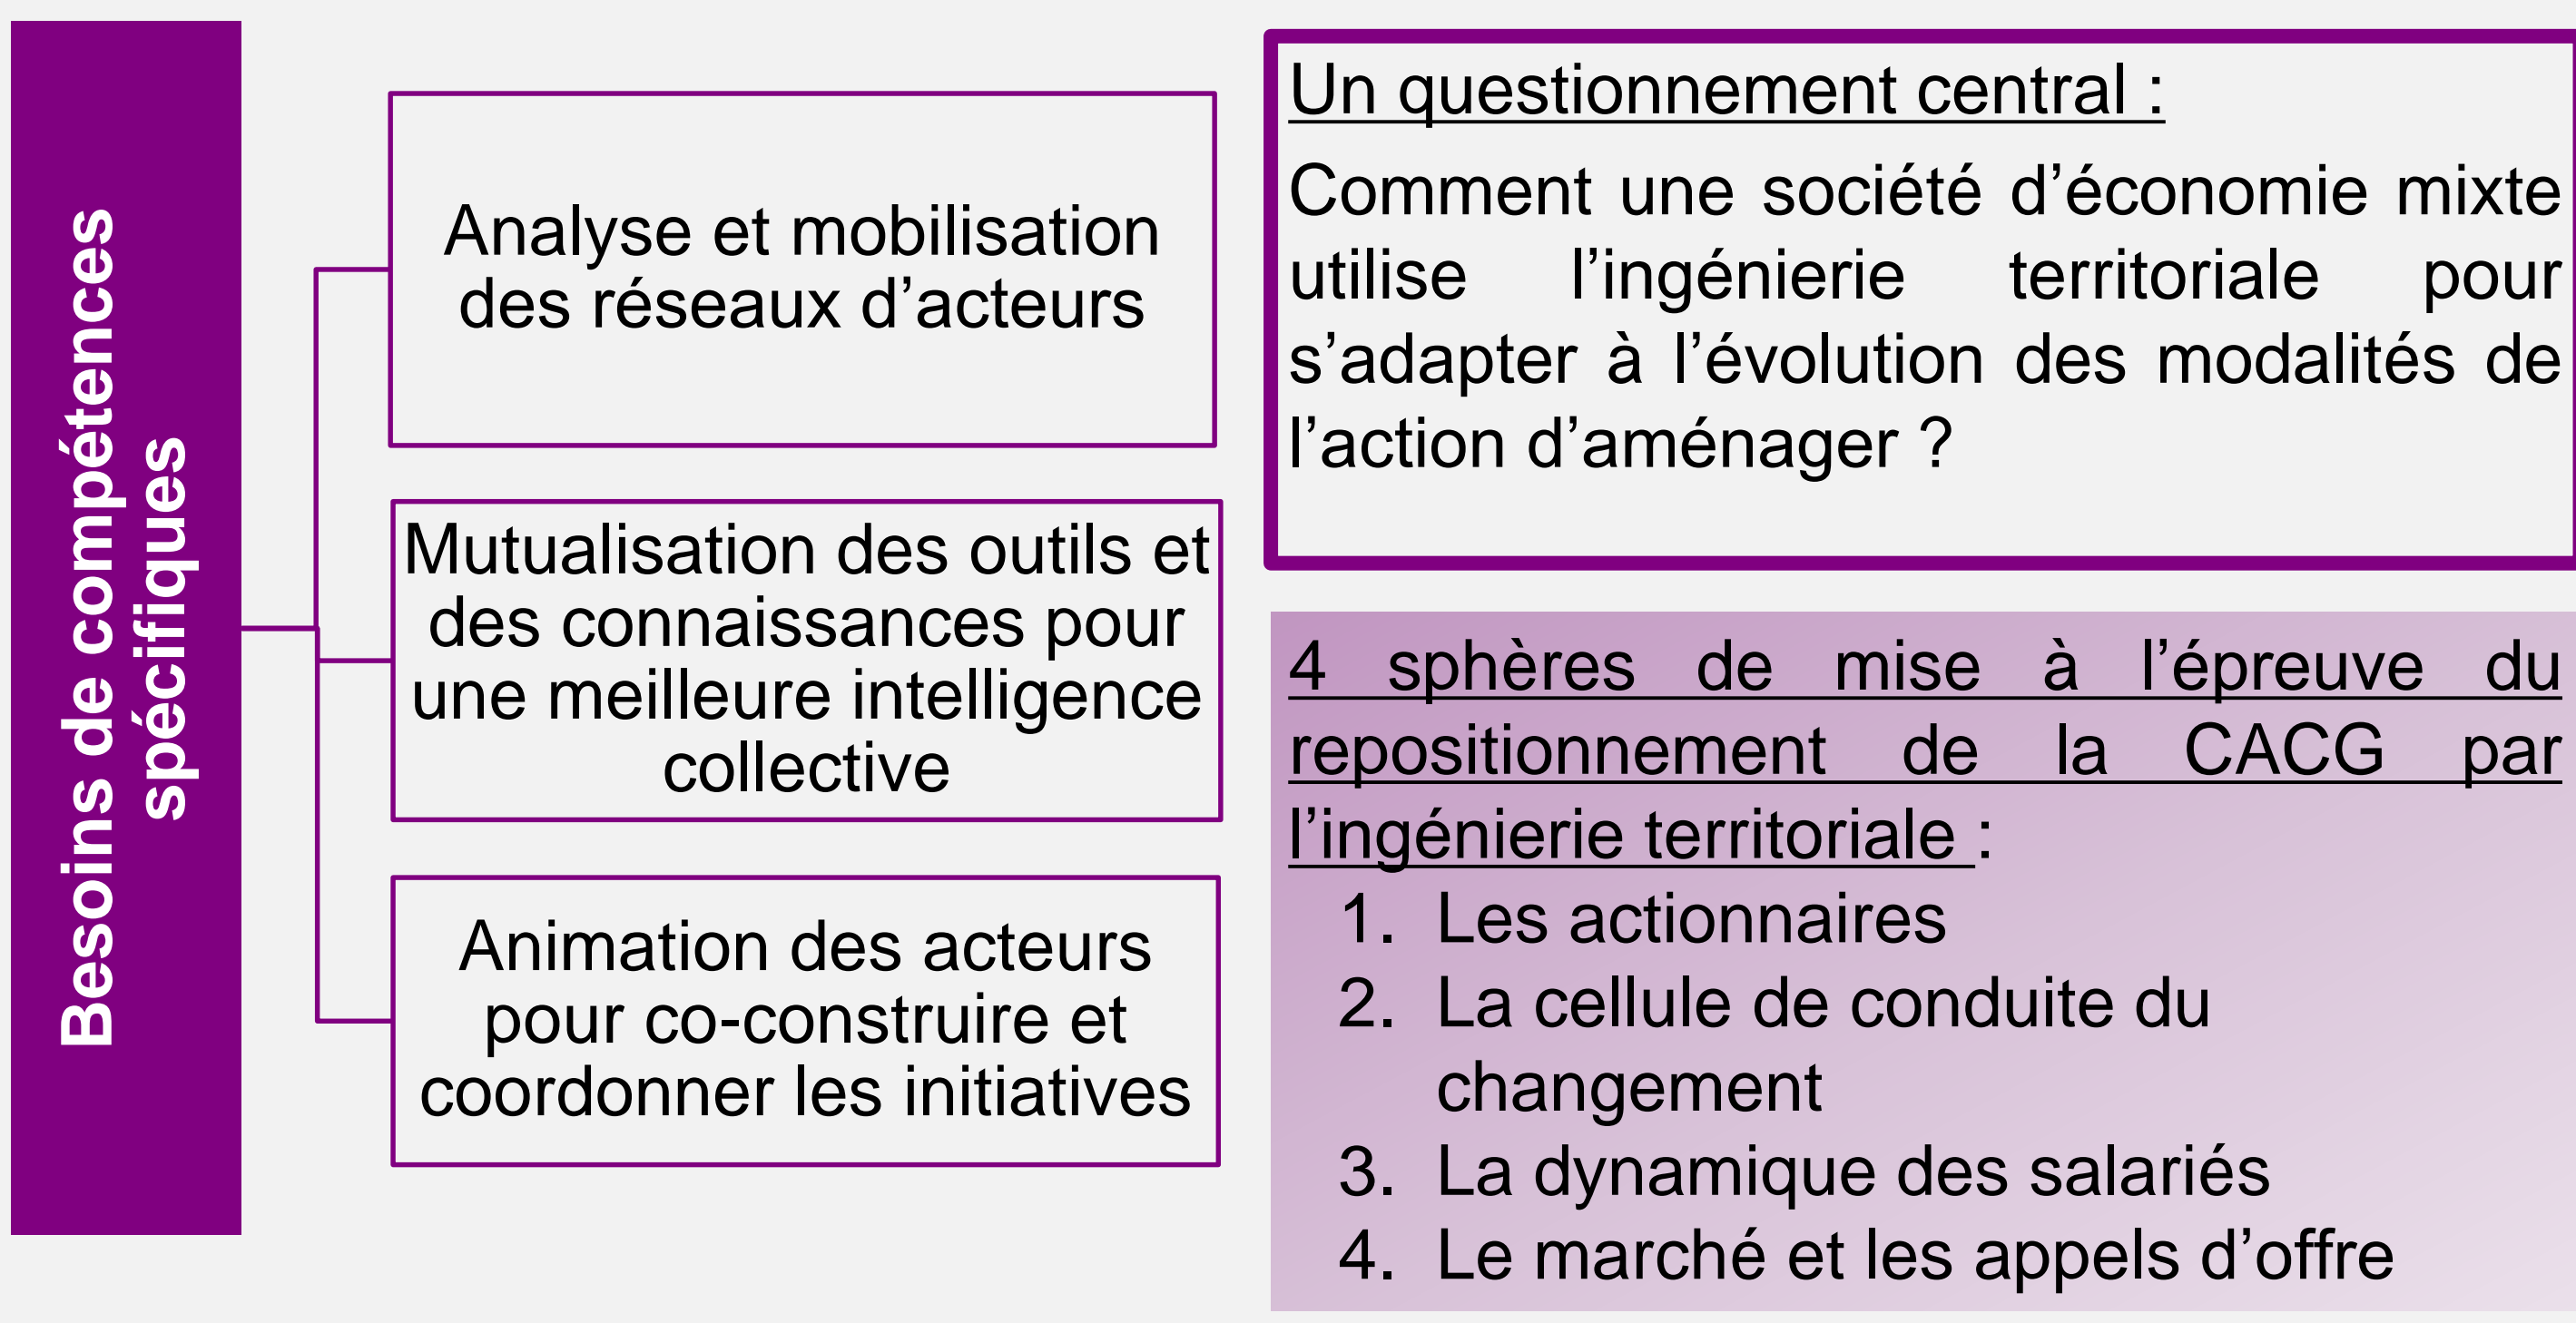 Besoins de compétences
spécifiques
Analyse et mobilisation
des réseaux d’acteurs
Mutualisation des outils et
des connaissances pour
une meilleure intelligence
collective
Animation des acteurs
pour co-construire et
coordonner les initiatives
Un questionnement central :
Comment une société d’économie mixte
utilise l’ingénierie territoriale pour
s’adapter à l’évolution des modalités de
l’action d’aménager ?
4 sphères de mise à l’épreuve du
repositionnement de la CACG par
l’ingénierie territoriale :
1. Les actionnaires
2. La cellule de conduite du
changement
3. La dynamique des salariés
4. Le marché et les appels d’offre